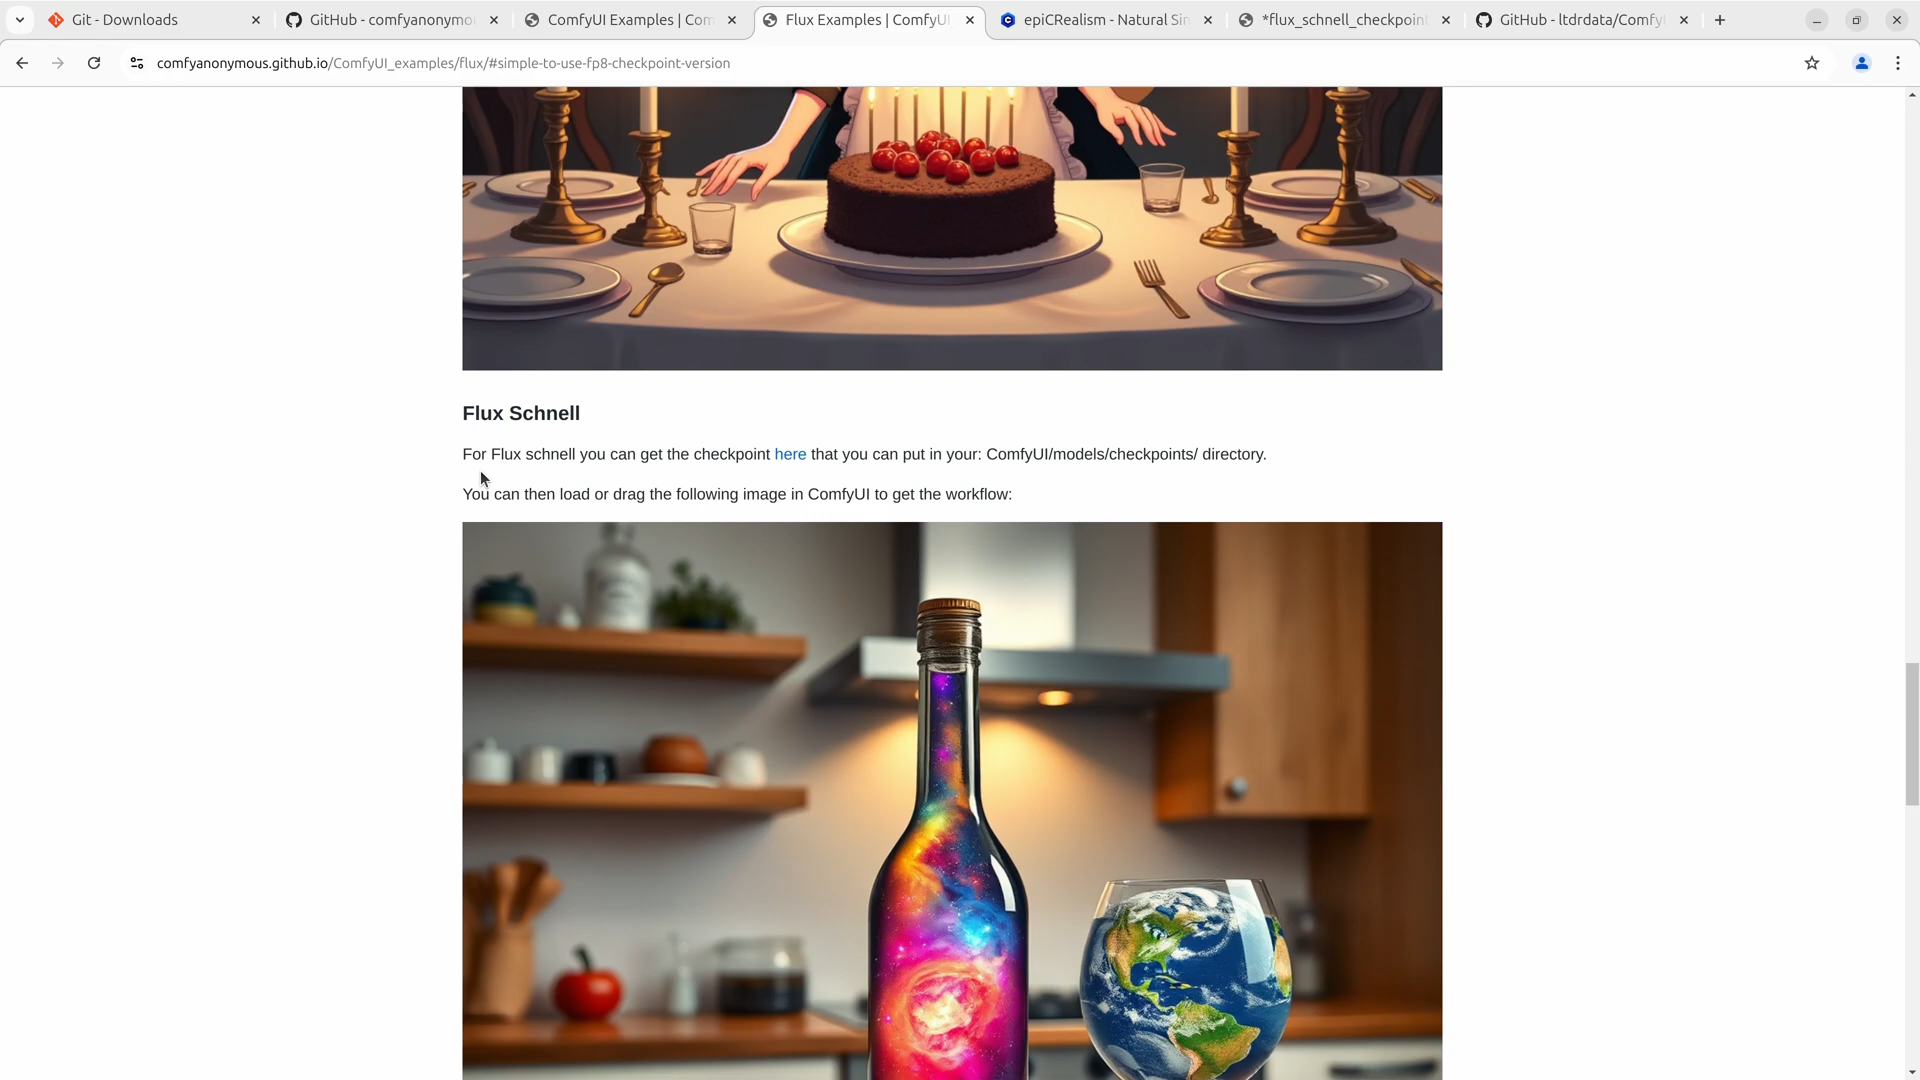 Git - Downloads
GitHub - comfyanonymo
ComfyUI Examples | Com
Flux Examples | ComfyUI
epiCRealism - Natural Sin
*flux_schnell_checkpoint
GitHub - ltdrdata/ComfyU
comfyanonymous.github.io/ComfyUI_examples/flux/#simple-to-use-fp8-checkpoint-version
Flux Schnell
For Flux schnell you can get the checkpoint here that you can put in your: ComfyUI/models/checkpoints/ directory.
You can then load or drag the following image in ComfyUI to get the workflow: